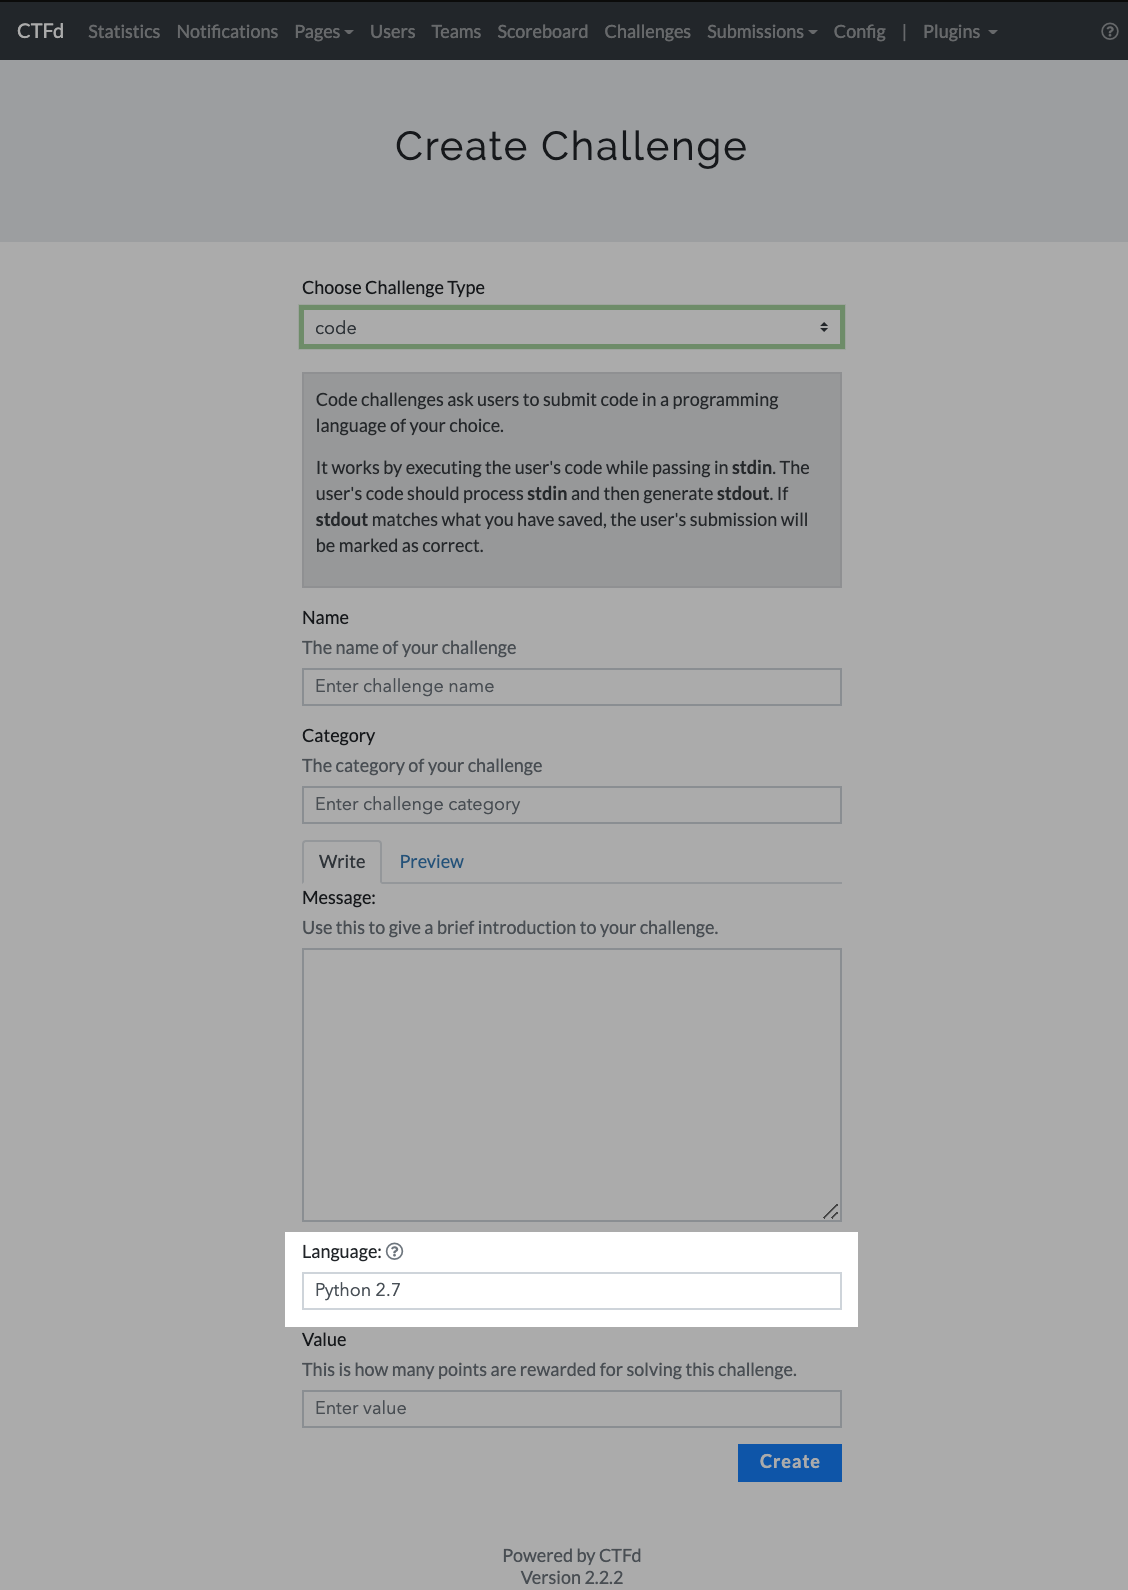 CTFd Statistics Notifications Pages Users Teams Scoreboard Challenges Submissions Config | Plugins
Create Challenge
Choose Challenge Type
code
Code challenges ask users to submit code in a programming
language of your choice.
It works by executing the user's code while passing in stdin. The
user's code should process stdin and then generate stdout. If
stdout matches what you have saved, the user's submission will
be marked as correct.
Name
The name of your challenge
Enter challenge name
Category
The category of your challenge
Enter challenge category
Write Preview
Message:
Use this to give a brief introduction to your challenge.
Language:
Python 2.7
Value
This is how many points are rewarded for solving this challenge.
Enter value
Create
Powered by CTFd
Version 2.2.2